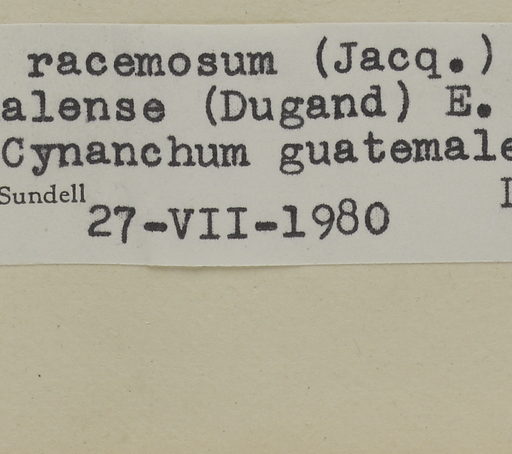 racemosum (Jacq.)
alense (Dugand) E.
Cynanchum guatemale
Sundell
27-VII-1980